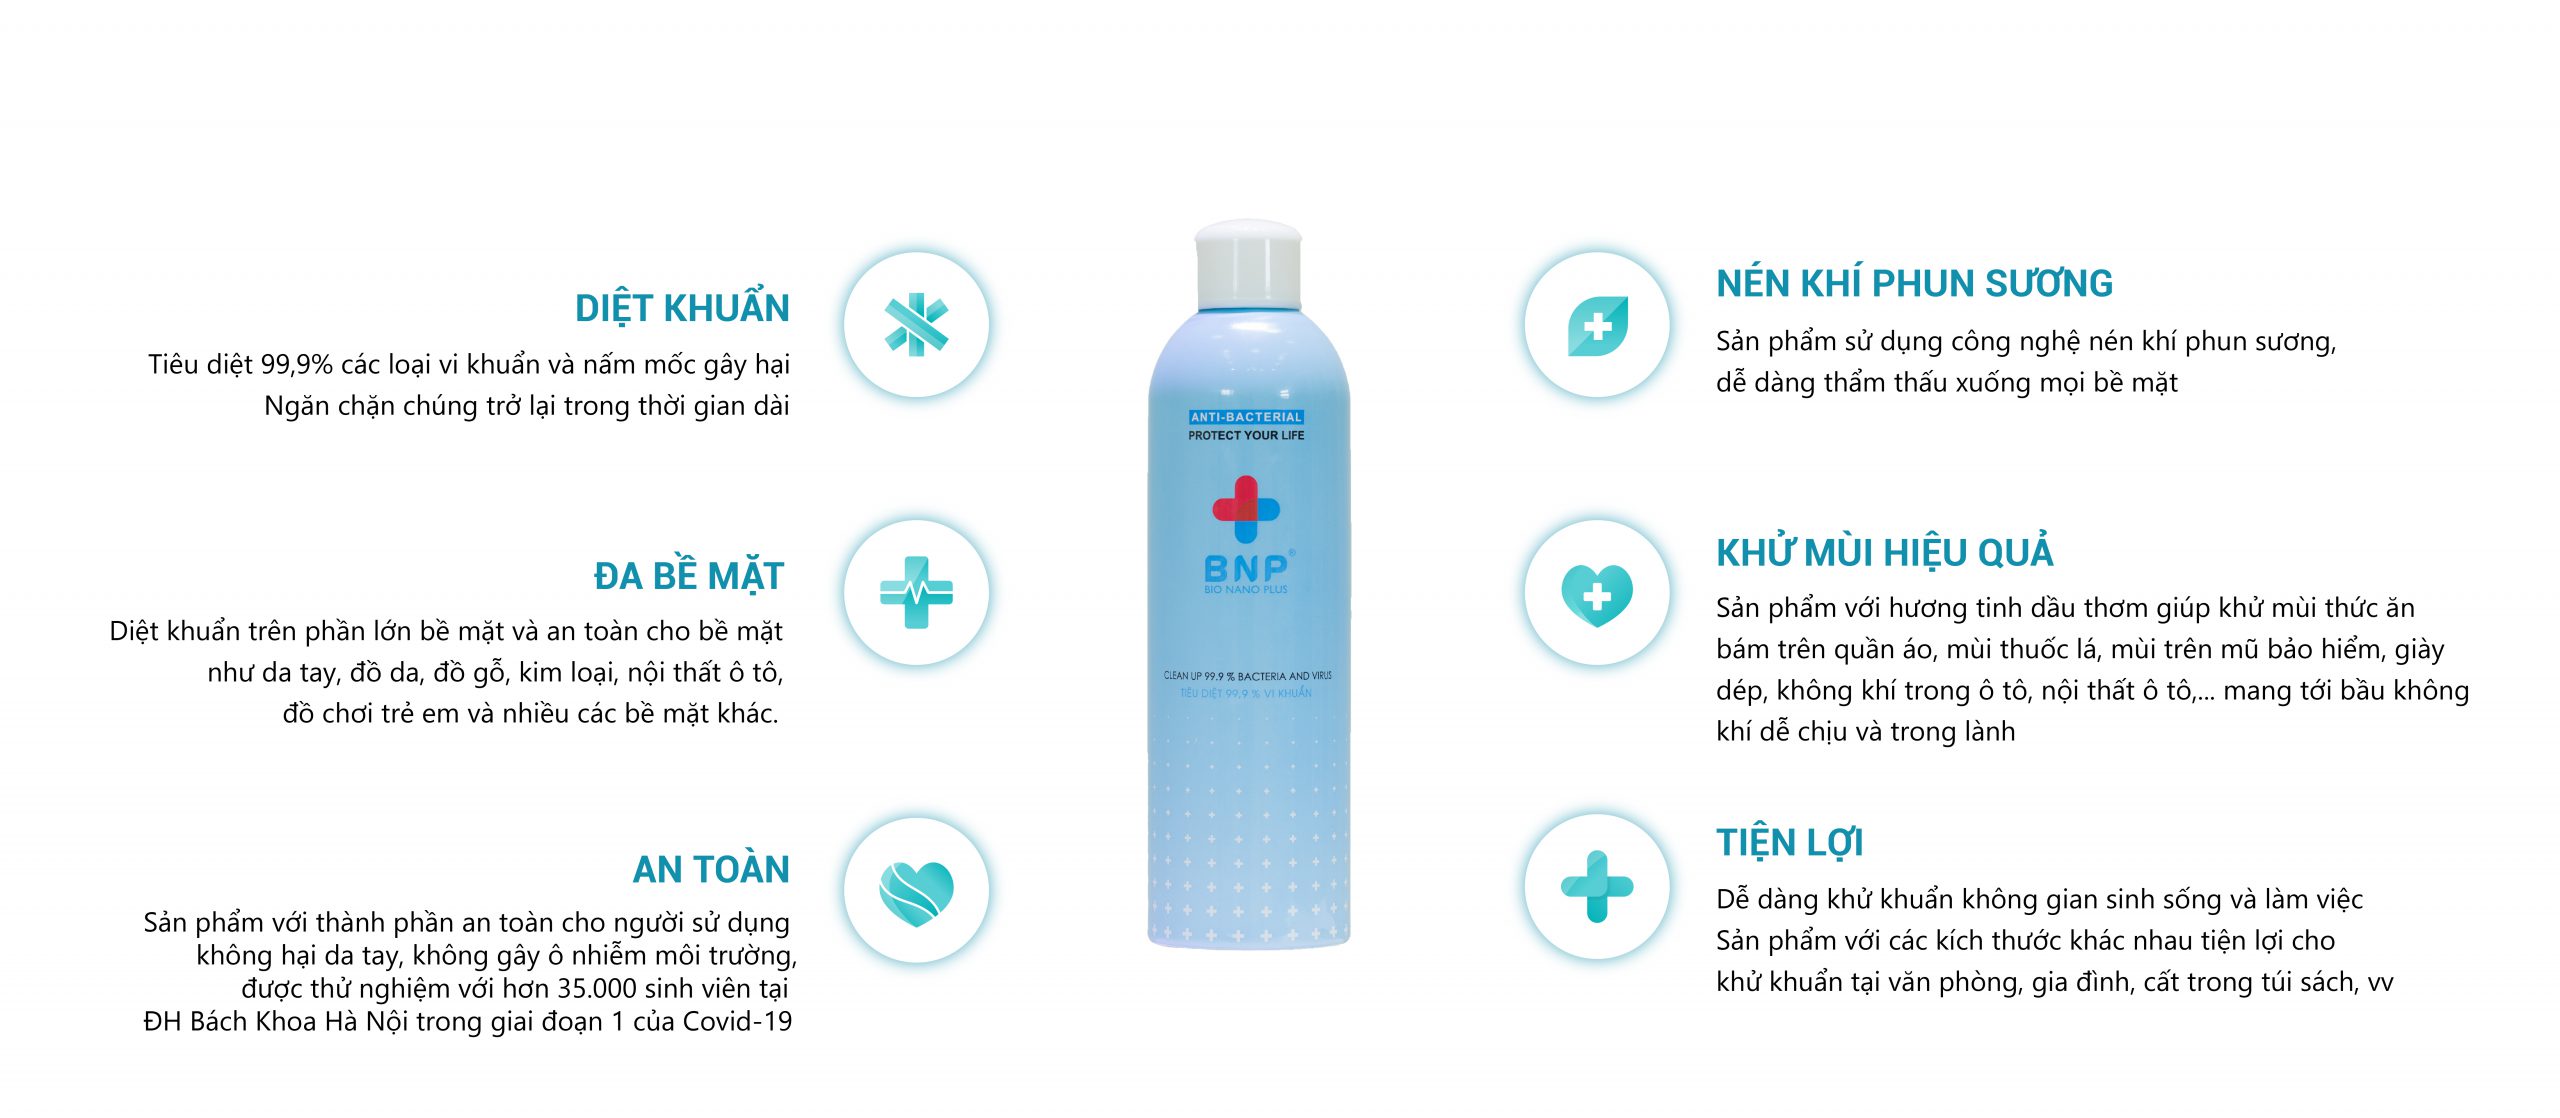 DIỆT KHUẨN
Tiêu diệt 99,9% các loại vi khuẩn và nấm mốc gây hại
Ngăn chặn chúng trở lại trong thời gian dài
ĐA BỀ MẶT
Diệt khuẩn trên phần lớn bề mặt và an toàn cho bề mặt
như da tay, đồ da, đồ gỗ, kim loại, nội thất ô tô,
đồ chơi trẻ em và nhiều các bề mặt khác.
AN TOÀN
Sản phẩm với thành phần an toàn cho người sử dụng
không hại da tay, không gây ô nhiễm môi trường,
được thử nghiệm với hơn 35.000 sinh viên tại
ĐH Bách Khoa Hà Nội trong giai đoạn 1 của Covid-19
ANTI-BACTERIAL
PROTECT YOUR LIFE
BNP®
BIO NANO PLUS
CLEAN UP 99.9 % BACTERIA AND VIRUS
TIÊU DIỆT 99,9 % VI KHUẨN
NÉN KHÍ PHUN SƯƠNG
Sản phẩm sử dụng công nghệ nén khí phun sương,
dễ dàng thẩm thấu xuống mọi bề mặt
KHỬ MÙI HIỆU QUẢ
Sản phẩm với hương tinh dầu thơm giúp khử mùi thức ăn
bám trên quần áo, mùi thuốc lá, mùi trên mũ bảo hiểm, giày
dép, không khí trong ô tô, nội thất ô tô,... mang tới bầu không
khí dễ chịu và trong lành
TIỆN LỢI
Dễ dàng khử khuẩn không gian sinh sống và làm việc
Sản phẩm với các kích thước khác nhau tiện lợi cho
khử khuẩn tại văn phòng, gia đình, cất trong túi sách, vv